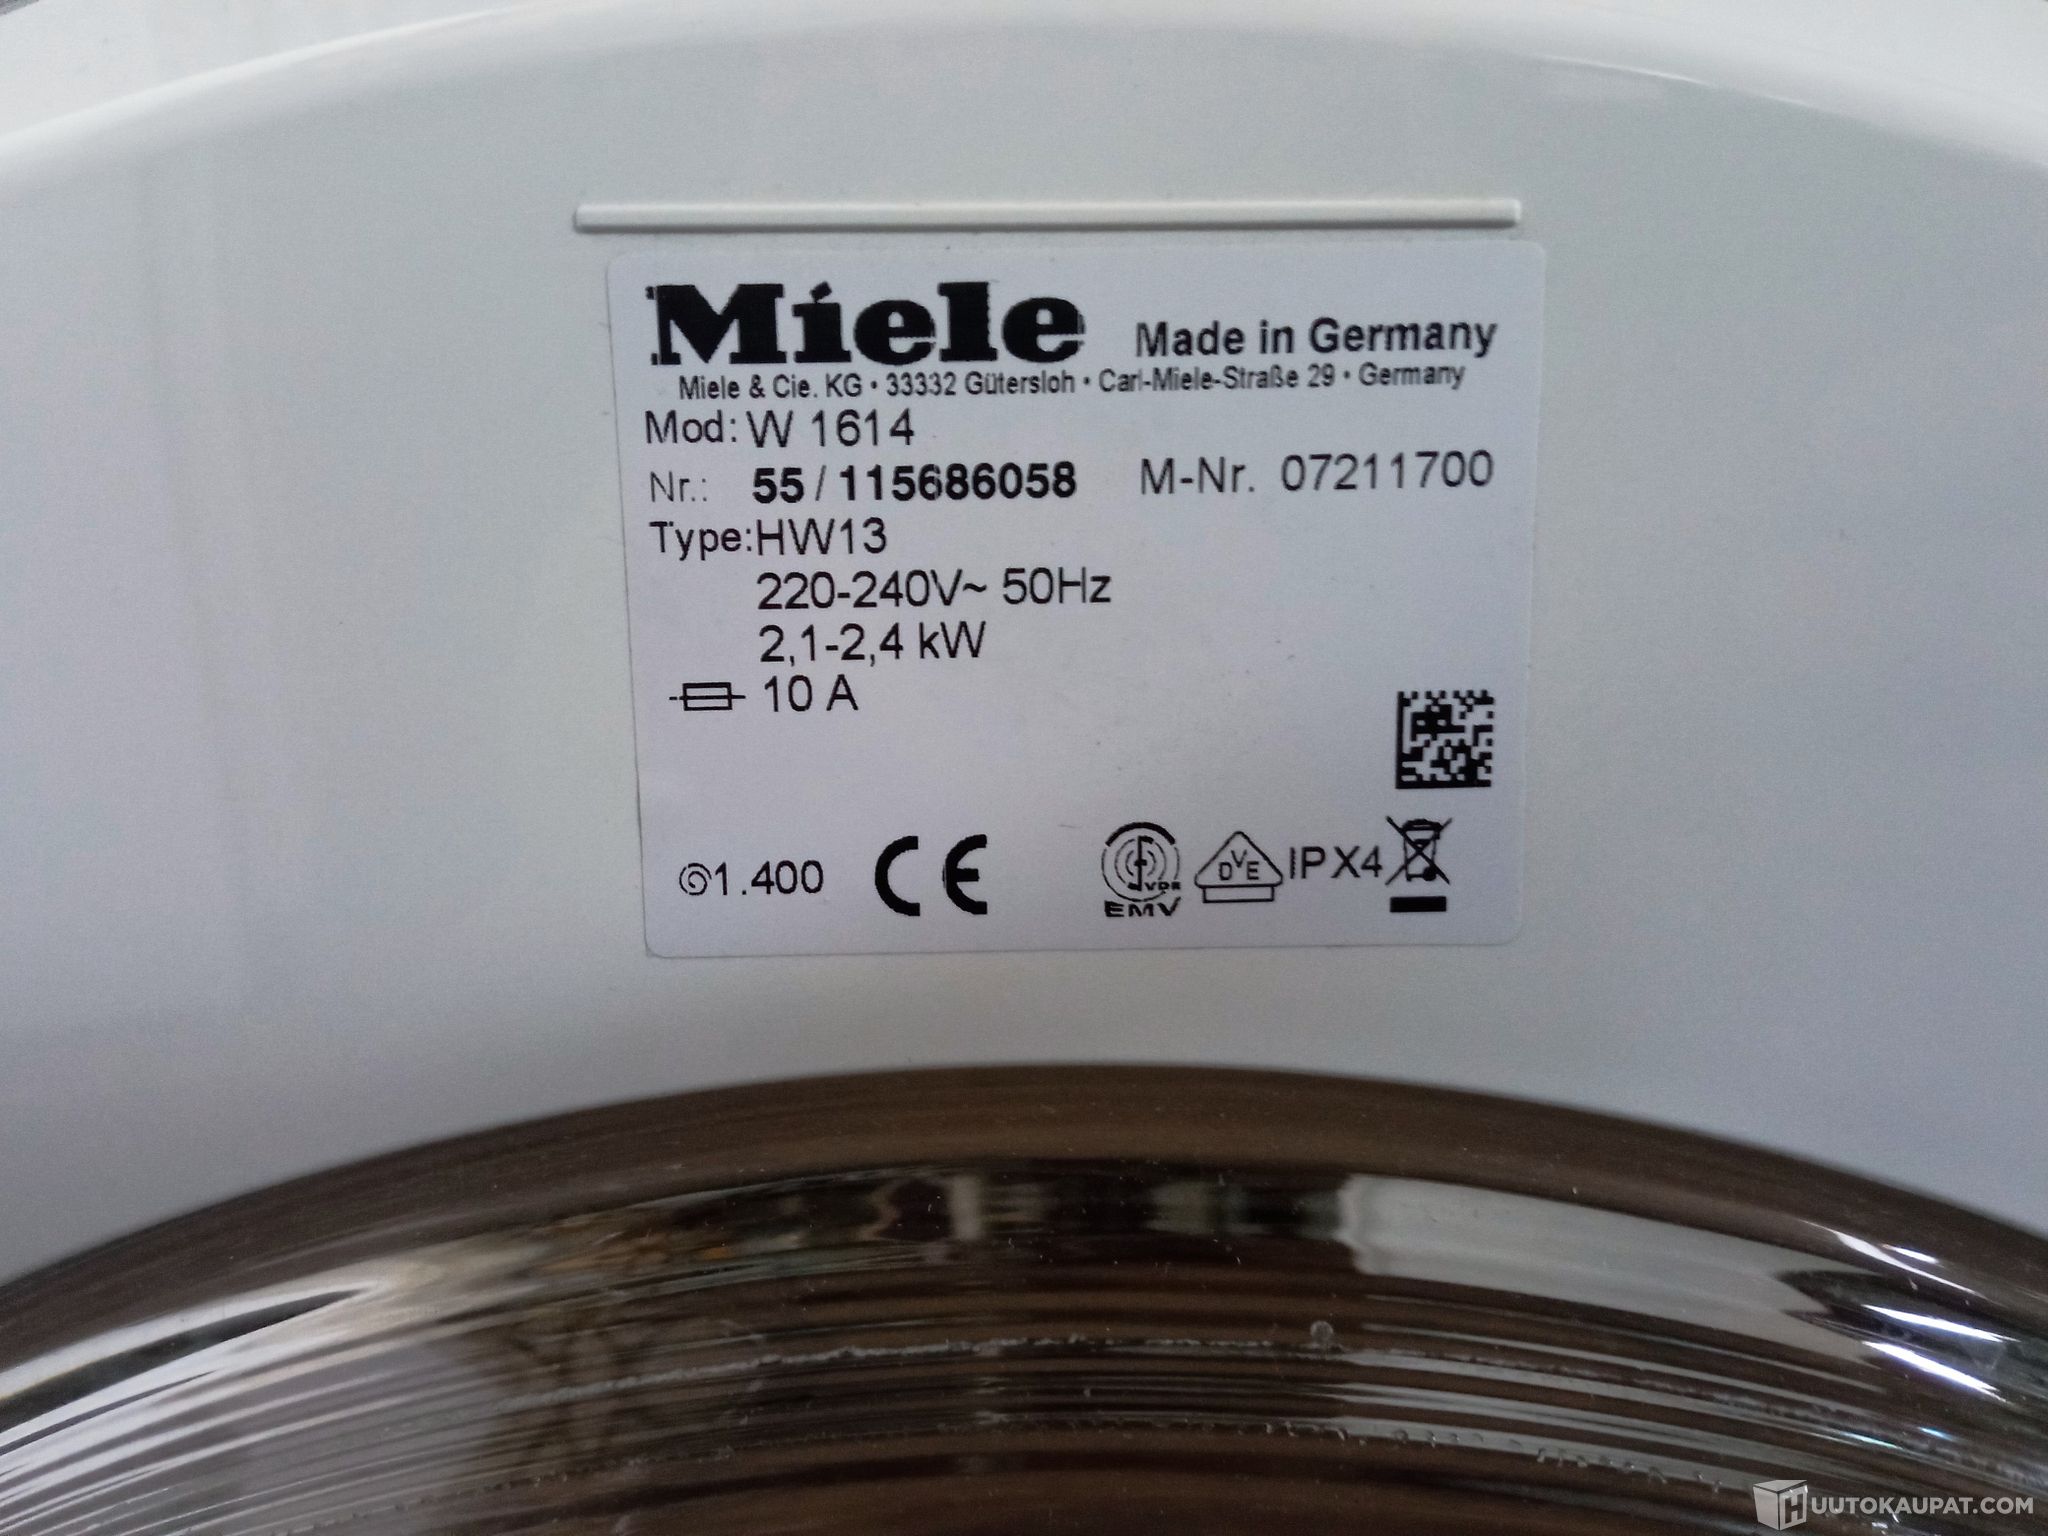 Miele Made in Germany
Miele & Cie. KG • 33332 Gütersloh • Carl-Miele-Straße 29 • Germany
Mod: W 1614
Nr.: 55 / 115686058 M-Nr. 07211700
Type: HW13
220-240V~ 50Hz
2,1-2,4 kW
10 A
1.400 CE VDE EMV DVE IPX4
HUUTOKAUPAT.COM